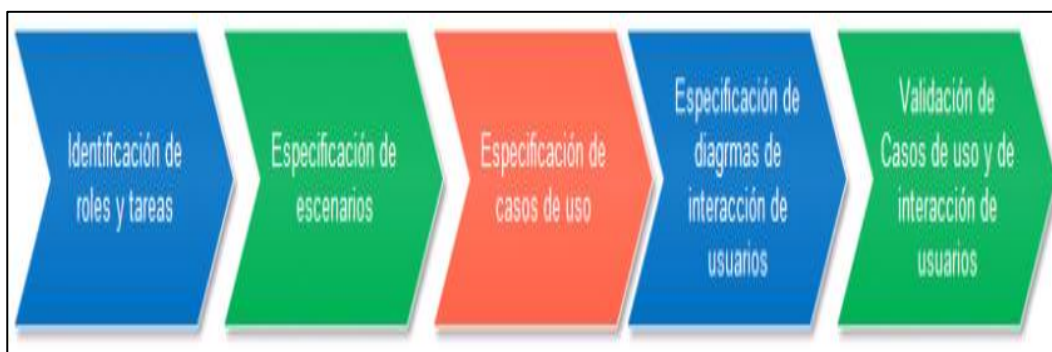 Identificación de
roles y tareas
Especificación de
escenarios
Especificación de
casos de uso
Especificación de
diagrmas de
interacción de
usuarios
Validación de
Casos de uso y de
interacción de
usuarios